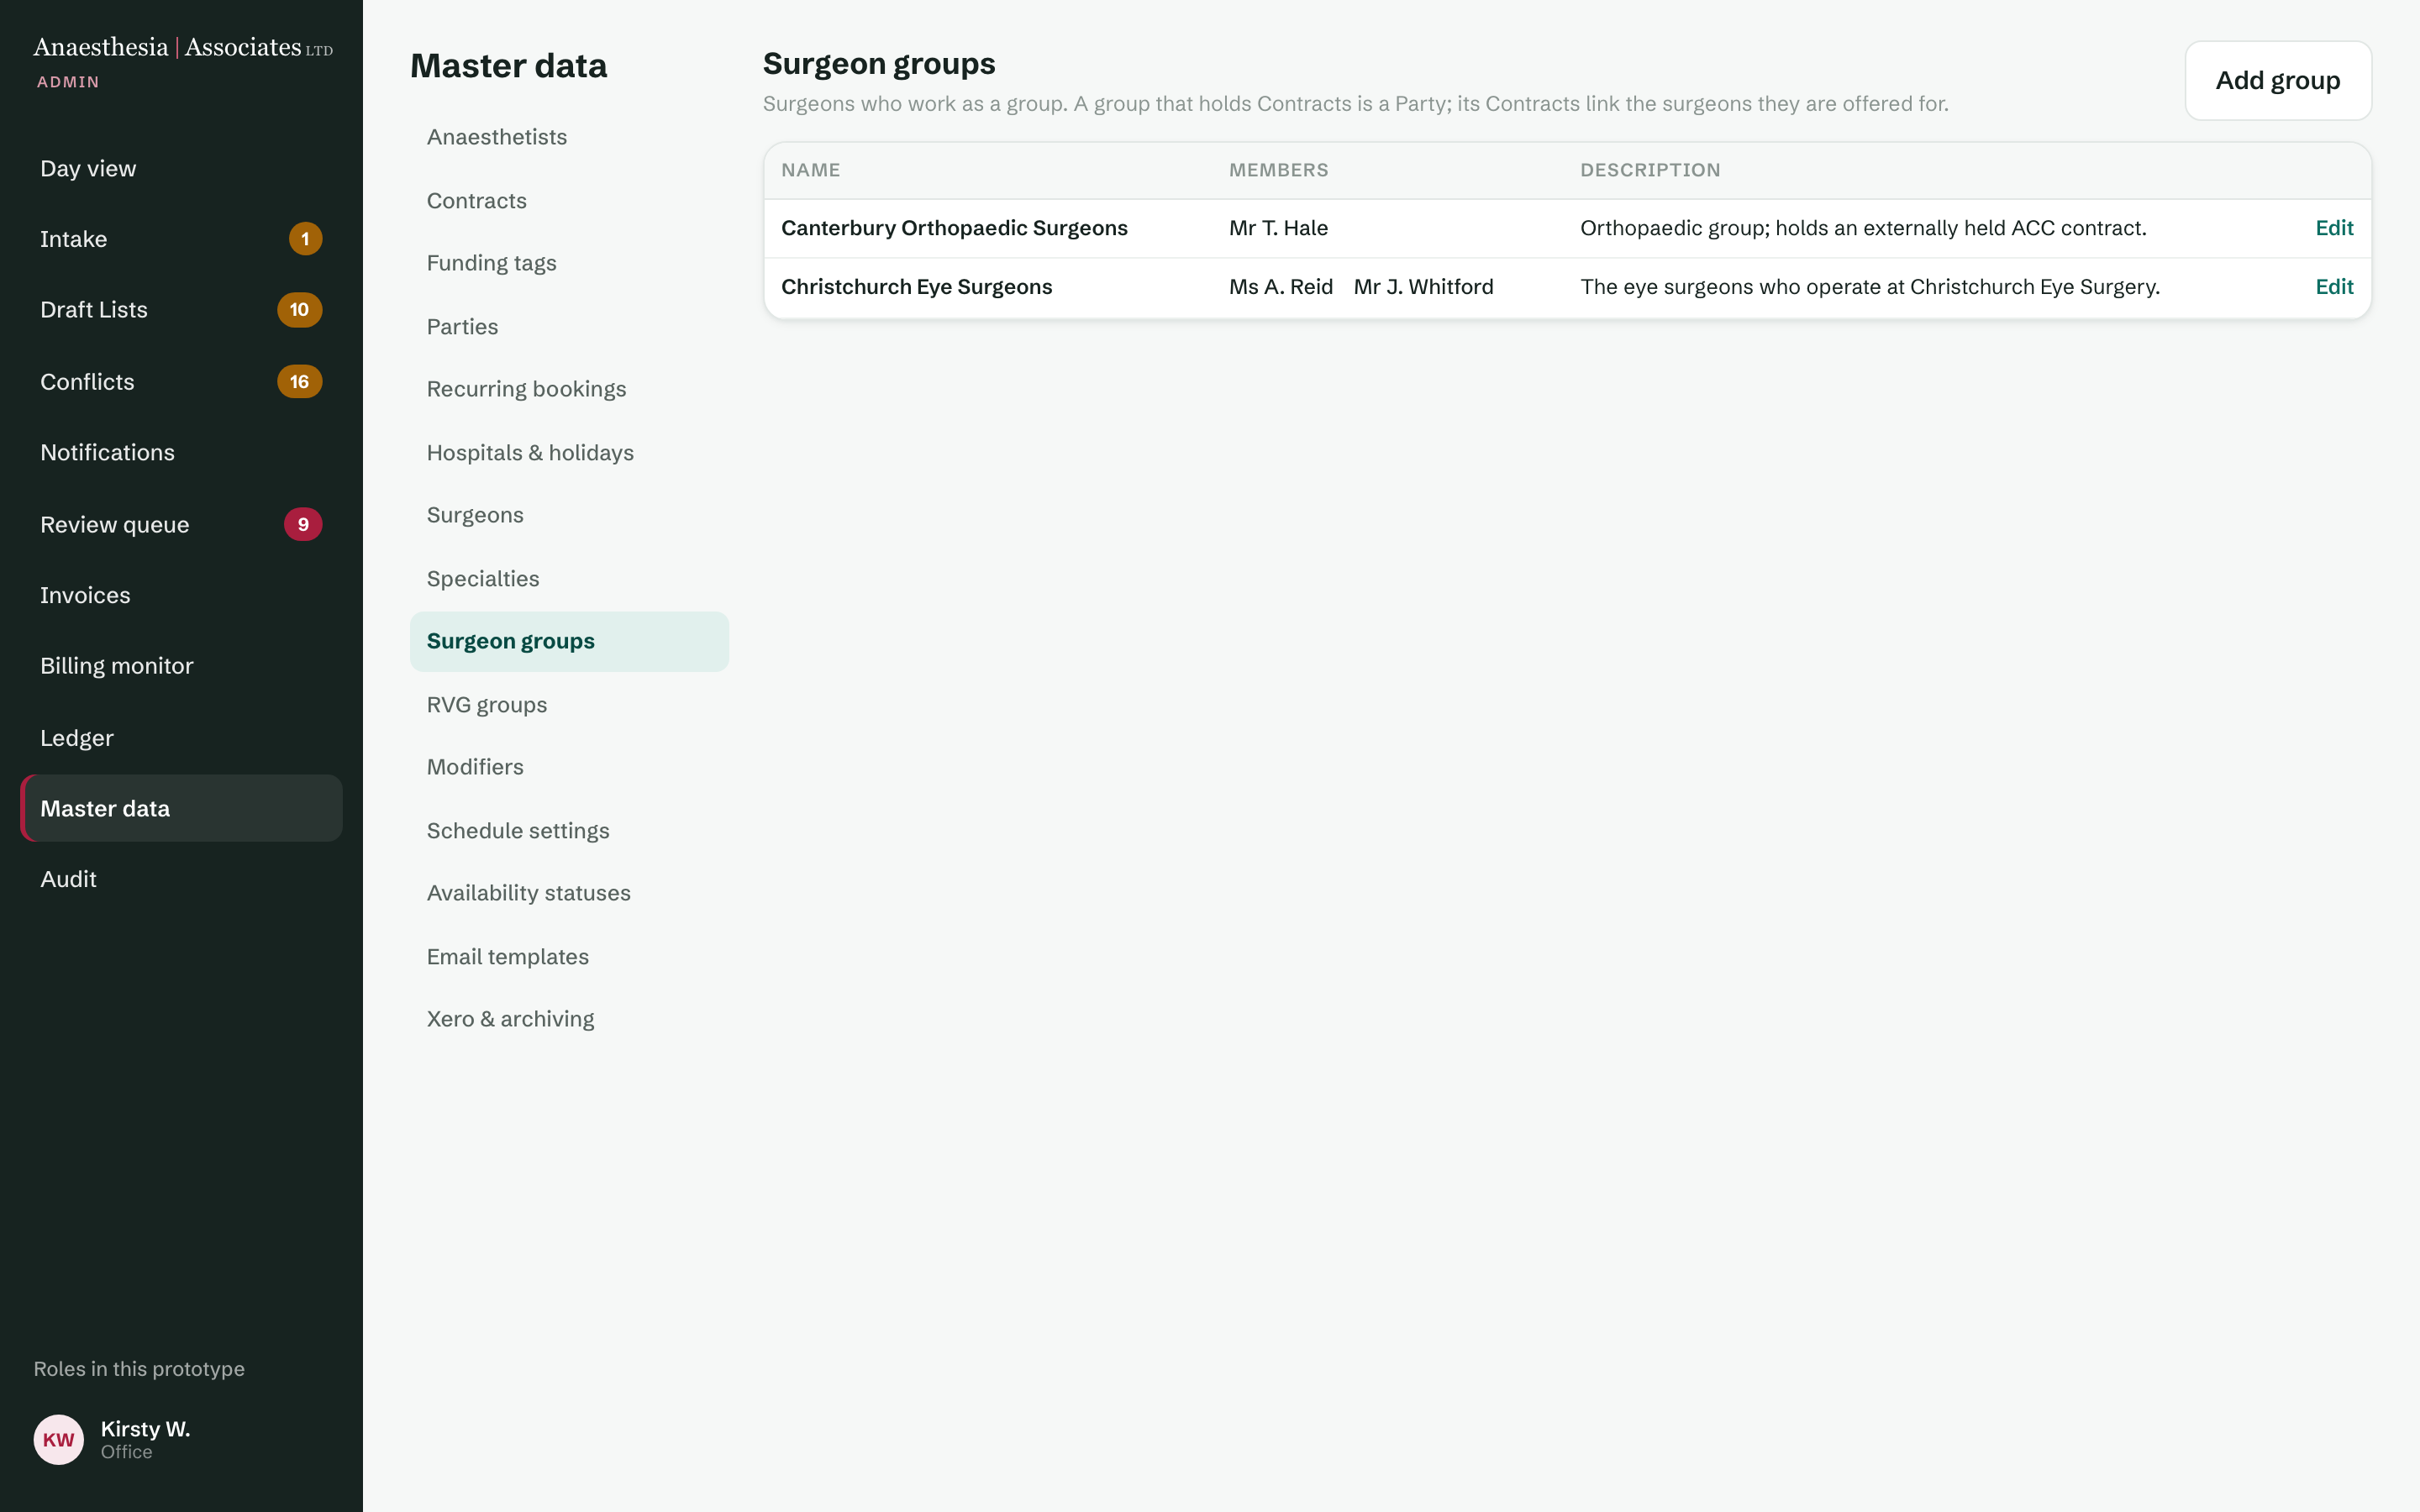 Anaesthesia | Associates LTD
ADMIN
Day view
Intake 1
Draft Lists 10
Conflicts 16
Notifications
Review queue 9
Invoices
Billing monitor
Ledger
Master data
Audit
Roles in this prototype
KW
Kirsty W.
Office
Master data
Anaesthetists
Contracts
Funding tags
Parties
Recurring bookings
Hospitals & holidays
Surgeons
Specialties
Surgeon groups
RVG groups
Modifiers
Schedule settings
Availability statuses
Email templates
Xero & archiving
Surgeon groups
Surgeons who work as a group. A group that holds Contracts is a Party; its Contracts link the surgeons they are offered for.
Add group
NAME MEMBERS DESCRIPTION
Canterbury Orthopaedic Surgeons Mr T. Hale Orthopaedic group; holds an externally held ACC contract. Edit
Christchurch Eye Surgeons Ms A. Reid Mr J. Whitford The eye surgeons who operate at Christchurch Eye Surgery. Edit